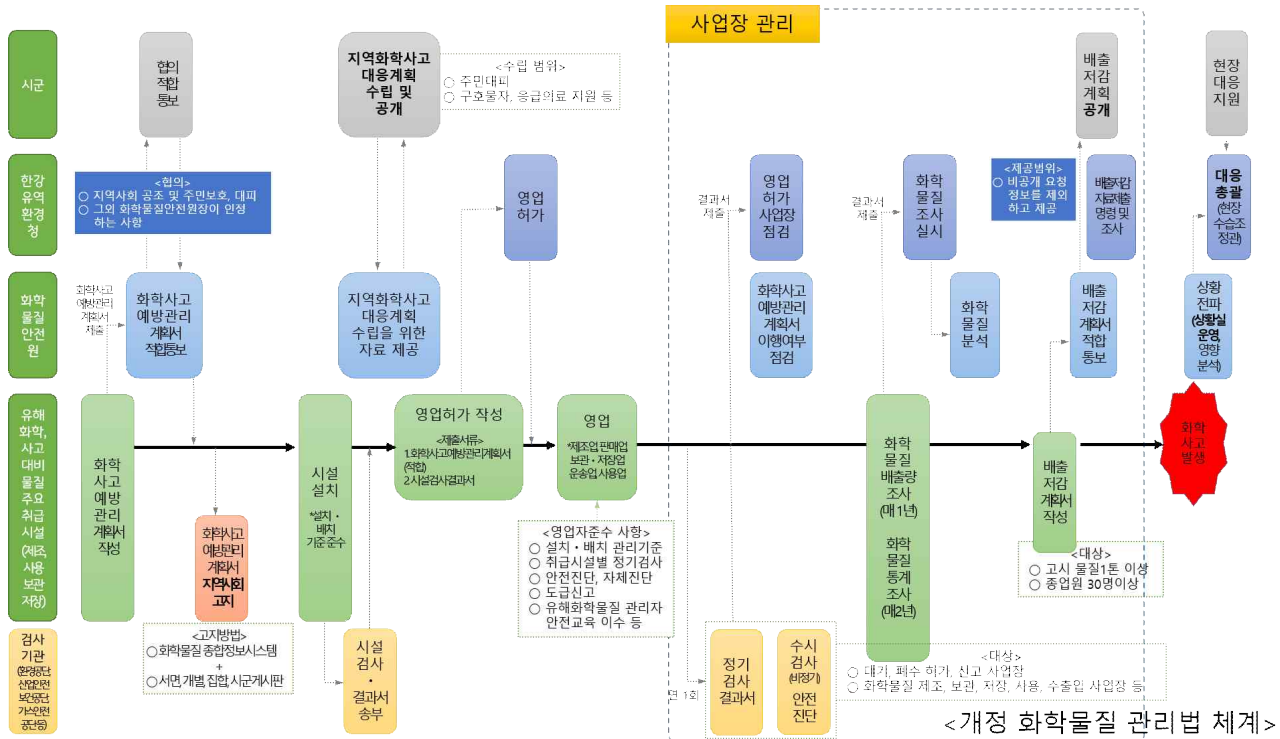 사업장 관리
시군
협의
적합
통보
지역화학사고
대응계획
수립 및
공개
<수립 범위>
○ 주민대피
○ 구호물자, 응급의료 지원 등
배출
저감
계획
공개
현장
대응
지원
한강
유역
환경
청
<협의>
○ 지역사회 공조 및 주민보호, 대피
○ 그외 화학물질안전원장이 인정
하는 사항
영업
허가
결과서
제출
영업
허가
사업장
점검
결과서
제출
화학
물질
조사
실시
<제공범위>
○ 비공개 요청
정보를 제외
하고 제공
배출저감
자료제출
명령 및
조사
대응
총괄
(현장
수습조
정관)
화학
물질
안전
원
화학사고
예방관리
계획서
제출
화학사고
예방관리
계획서
적합통보
지역화학사고
대응계획
수립을 위한
자료 제공
화학사고
예방관리
계획서
이행여부
점검
화학
물질
분석
배출
저감
계획서
적합
통보
상황
전파
(상황실
운영,
영향
분석)
유해
화학,
사고
대비
물질
주요
취급
시설
(제조,
사용
보관
저장)
화학
사고
예방
관리
계획서
작성
화학사고
예방관리
계획서
지역사회
고지
<고지방법>
○ 화학물질 종합정보시스템
+
○ 서면, 개별, 집합, 시군게시판
시설
설치
*설치・
배치
기준 준수
영업허가 작성
<제출서류>
1.화학사고예방관리계획서
(적합)
2.시설검사결과서
영업
*제조업,판매업
보관・저장업
운송업,사용업
<영업자준수 사항>
○ 설치・배치 관리기준
○ 취급시설별 정기검사
○ 안전진단, 자체진단
○ 도급신고
○ 유해화학물질 관리자
안전교육 이수 등
화학
물질
배출량
조사
(매 1년)
화학
물질
통계
조사
(매2년)
배출
저감
계획서
작성
<대상>
○ 고시 물질1톤 이상
○ 종업원 30명이상
화학
사고
발생
검사
기관
(환경공단,
산업안전
보건공단
가스안전
공단등)
시설
검사
・
결과서
송부
연 1회
정기
검사
결과서
수시
검사
(비정기)
안전
진단
<대상>
○ 대기, 폐수 허가, 신고 사업장
○ 화학물질 제조, 보관, 저장, 사용, 수출입 사업장 등
<개정 화학물질 관리법 체계>